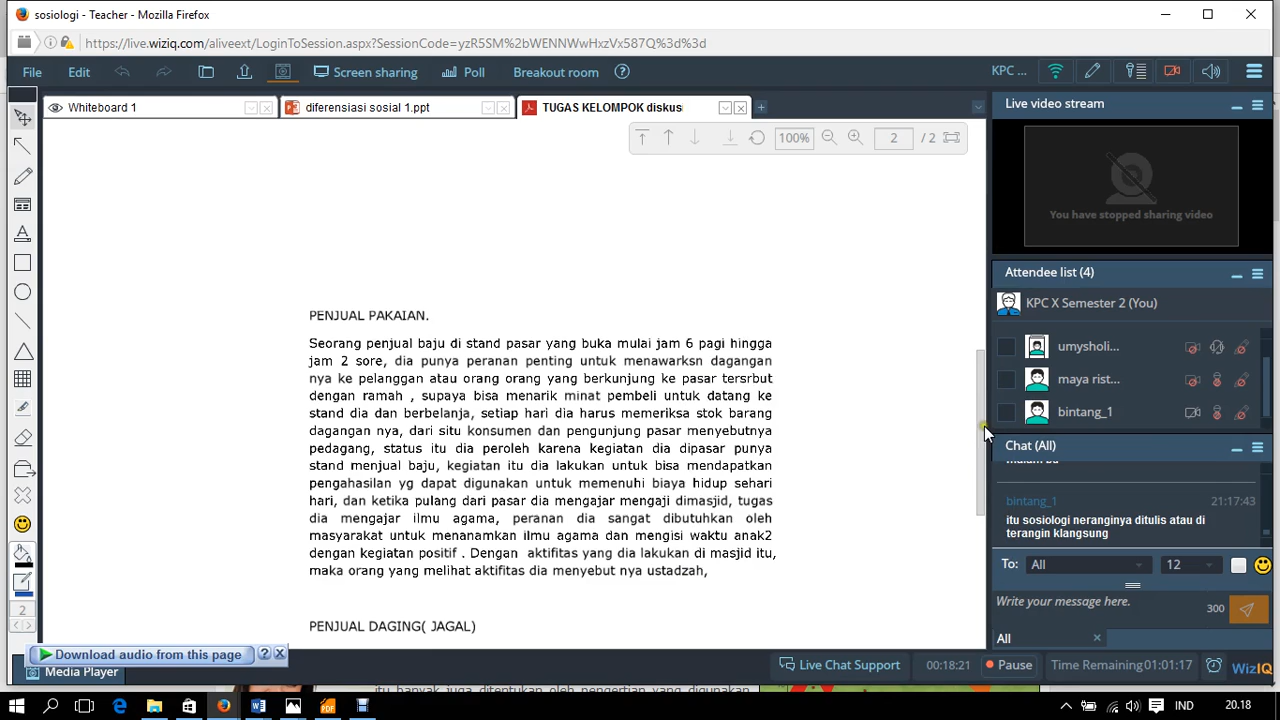 sosiologi - Teacher - Mozilla Firefox
https://live.wiziq.com/aliveext/LoginToSession.aspx?SessionCode=yzR5SM%2bWENNWwHxzVx587Q%3d%3d
File Edit Screen sharing Poll Breakout room ? KPC ...
Whiteboard 1
diferensiasi sosial 1.ppt
TUGAS KELOMPOK diskus
100% 2 / 2
PENJUAL PAKAIAN.
Seorang penjual baju di stand pasar yang buka mulai jam 6 pagi hingga
jam 2 sore, dia punya peranan penting untuk menawarksn dagangan
nya ke pelanggan atau orang orang yang berkunjung ke pasar tersrbut
dengan ramah , supaya bisa menarik minat pembeli untuk datang ke
stand dia dan berbelanja, setiap hari dia harus memeriksa stok barang
dagangan nya, dari situ konsumen dan pengunjung pasar menyebutnya
pedagang, status itu dia peroleh karena kegiatan dia dipasar punya
stand menjual baju, kegiatan itu dia lakukan untuk bisa mendapatkan
pengahasilan yg dapat digunakan untuk memenuhi biaya hidup sehari
hari, dan ketika pulang dari pasar dia mengajar mengaji dimasjid, tugas
dia mengajar ilmu agama, peranan dia sangat dibutuhkan oleh
masyarakat untuk menanamkan ilmu agama dan mengisi waktu anak2
dengan kegiatan positif . Dengan aktifitas yang dia lakukan di masjid itu,
maka orang yang melihat aktifitas dia menyebut nya ustadzah,
PENJUAL DAGING( JAGAL)
2
Download audio from this page ?
Media Player
Live video stream
You have stopped sharing video
Attendee list (4)
KPC X Semester 2 (You)
umysholi...
maya rist...
bintang_1
Chat (All)
bintang_1 21:17:43
itu sosiologi neranginya ditulis atau di
terangin klangsung
To: All 12
Write your message here. 300
All
Live Chat Support 00:18:21 Pause Time Remaining 01:01:17 WizIQ
itu banyak juga ditentukan oleh pengertian yang digunakan
IND 20.18